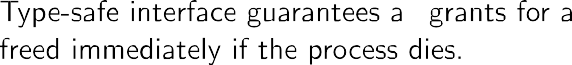 Type-safe interface guarantees a grants for a
freed immediately if the process dies.